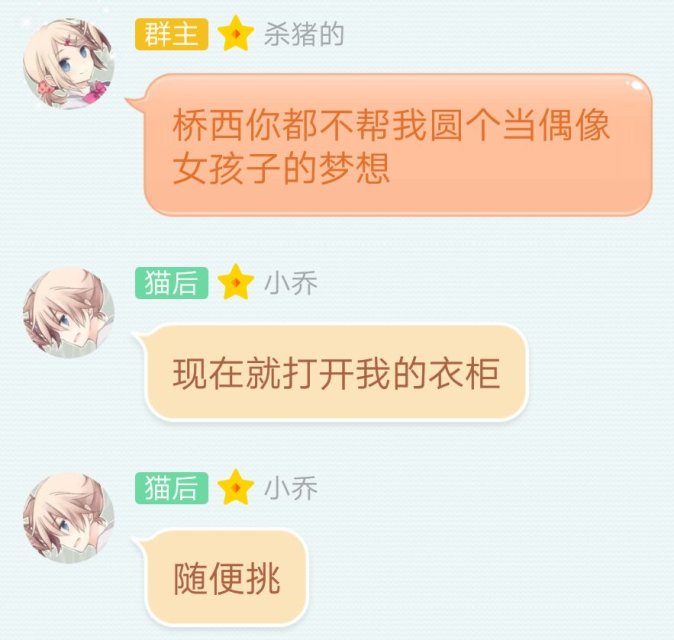 群主 杀猪的
桥西你都不帮我圆个当偶像
女孩子的梦想
猫后 小乔
现在就打开我的衣柜
猫后 小乔
随便挑